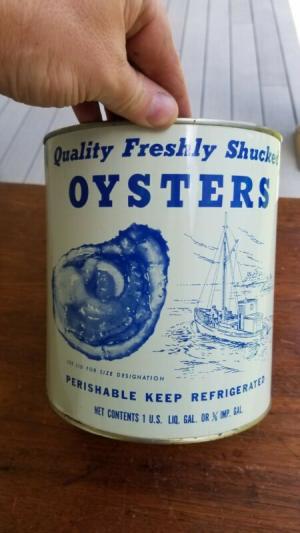 Quality Freshly Shucked
OYSTERS
SEE LID FOR SIZE DESIGNATION
PERISHABLE KEEP REFRIGERATED
NET CONTENTS 1 U.S. LIQ. GAL. OR ⅚ IMP. GAL.